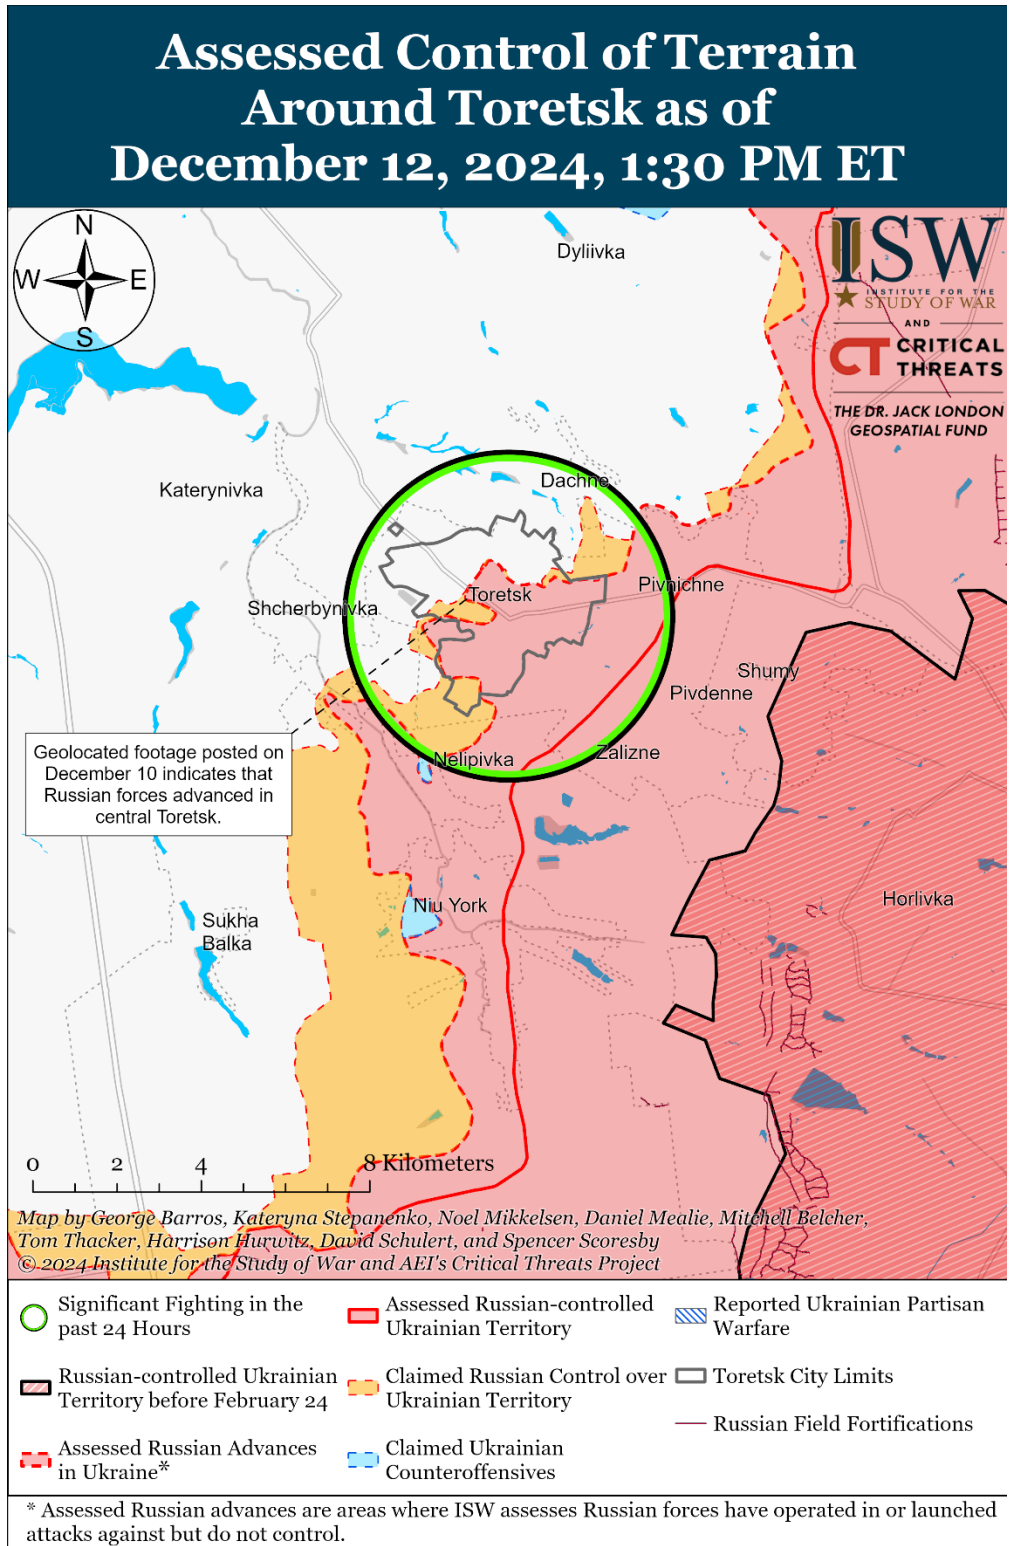 Assessed Control of Terrain
Around Toretsk as of
December 12, 2024, 1:30 PM ET
N
W
E
S
Dyliivka
ISW
INSTITUTE FOR THE
STUDY OF WAR
AND
CT CRITICAL
THREATS
THE DR. JACK LONDON
GEOSPATIAL FUND
Dachne
Katerynivka
Pivnichne
Toretsk
Shcherbynivka
Shumy
Pivdenne
Zalizne
Nelipivka
Geolocated footage posted on
December 10 indicates that
Russian forces advanced in
central Toretsk.
Horlivka
Niu York
Sukha
Balka
0 2 4 8 Kilometers
Map by George Barros, Kateryna Stepanenko, Noel Mikkelsen, Daniel Mealie, Mitchell Belcher,
Tom Thacker, Harrison Hurwitz, David Schulert, and Spencer Scoresby
© 2024 Institute for the Study of War and AEI's Critical Threats Project
Significant Fighting in the
past 24 Hours
Russian-controlled Ukrainian
Territory before February 24
Assessed Russian Advances
in Ukraine*
Assessed Russian-controlled
Ukrainian Territory
Claimed Russian Control over
Ukrainian Territory
Claimed Ukrainian
Counteroffensives
Reported Ukrainian Partisan
Warfare
Toretsk City Limits
Russian Field Fortifications
* Assessed Russian advances are areas where ISW assesses Russian forces have operated in or launched
attacks against but do not control.